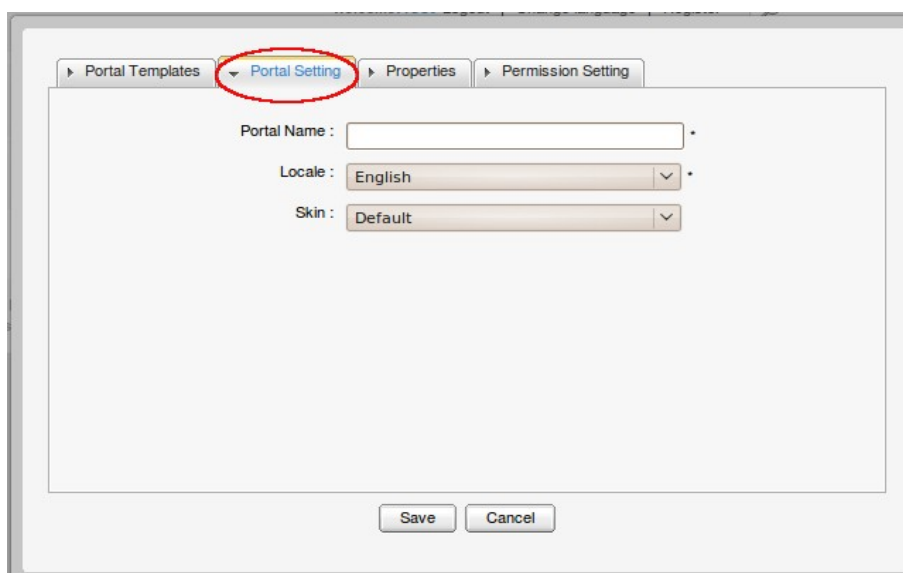 Portal Templates Portal Setting Properties Permission Setting
Portal Name : *
Locale : English *
Skin : Default
Save Cancel